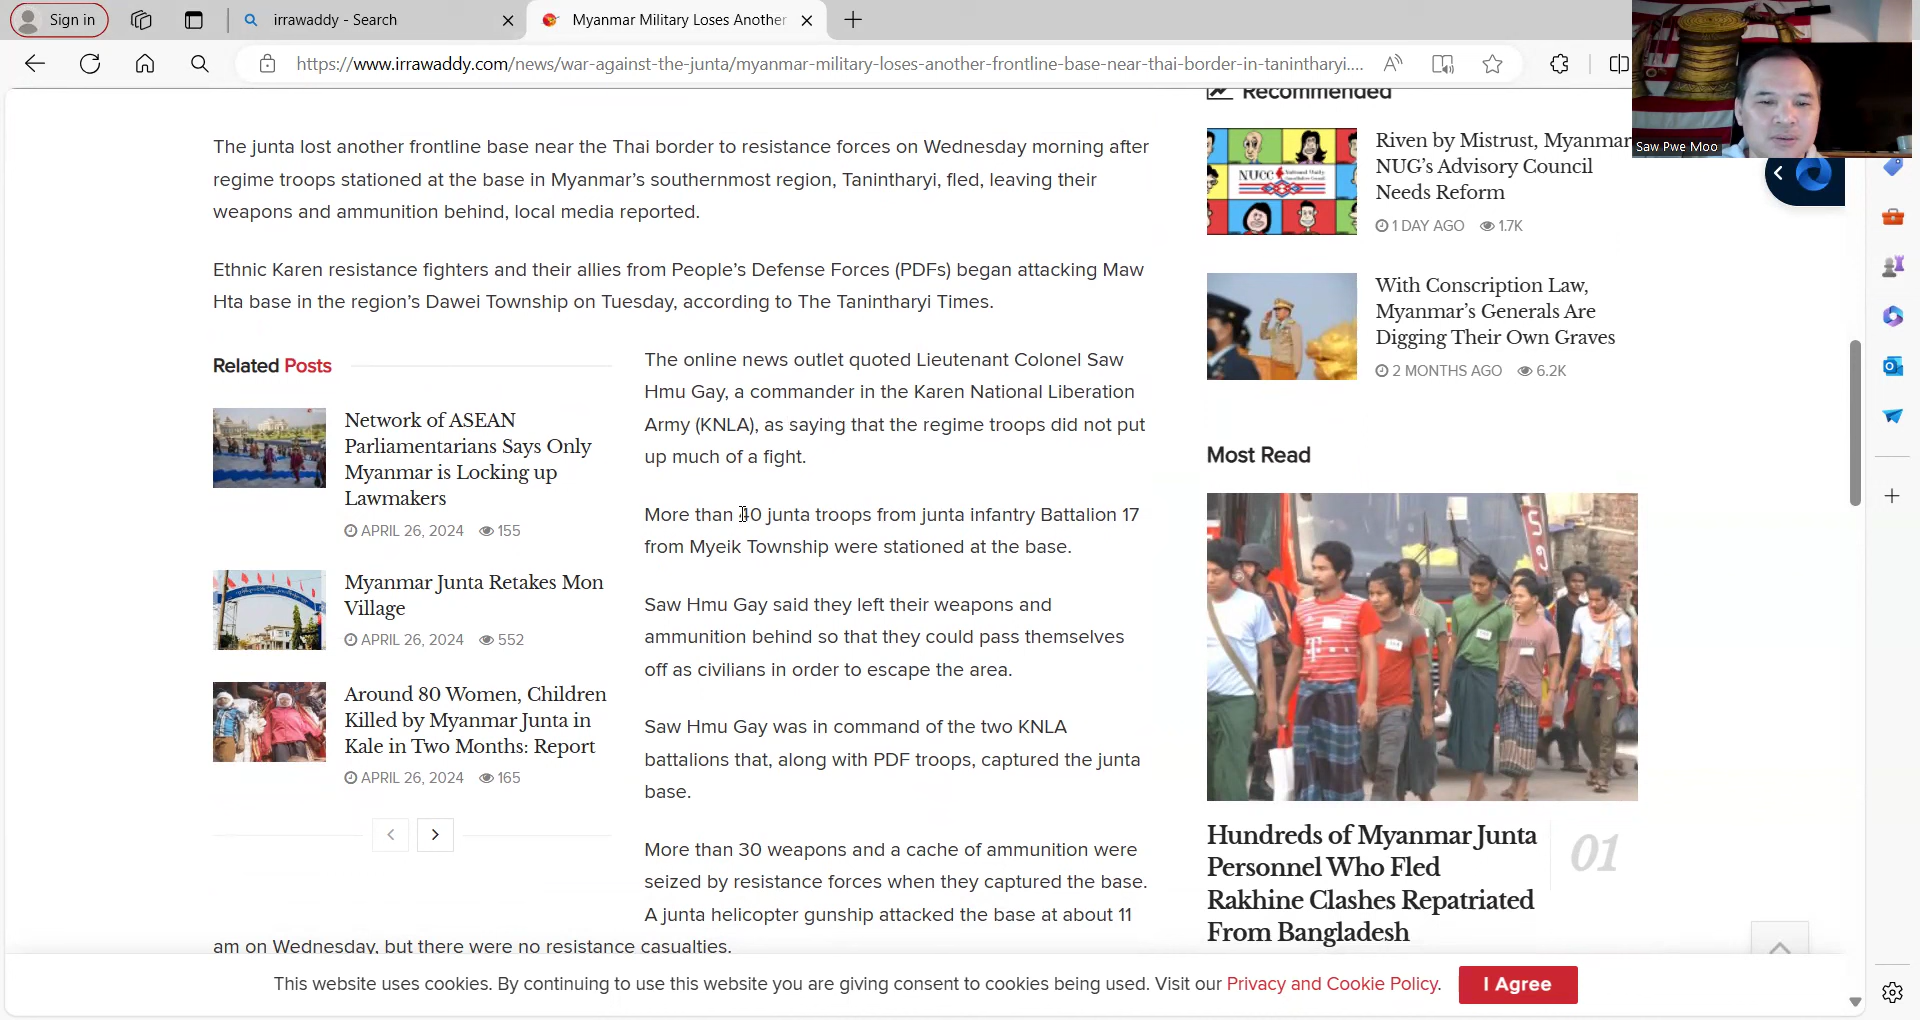 Sign in
irrawaddy - Search
Myanmar Military Loses Another
https://www.irrawaddy.com/news/war-against-the-junta/myanmar-military-loses-another-frontline-base-near-thai-border-in-tanintharyi....
Saw Pwe Moo
The junta lost another frontline base near the Thai border to resistance forces on Wednesday morning after
regime troops stationed at the base in Myanmar’s southernmost region, Tanintharyi, fled, leaving their
weapons and ammunition behind, local media reported.
Ethnic Karen resistance fighters and their allies from People’s Defense Forces (PDFs) began attacking Maw
Hta base in the region’s Dawei Township on Tuesday, according to The Tanintharyi Times.
Related Posts
Network of ASEAN
Parliamentarians Says Only
Myanmar is Locking up
Lawmakers
APRIL 26, 2024 155
Myanmar Junta Retakes Mon
Village
APRIL 26, 2024 552
Around 80 Women, Children
Killed by Myanmar Junta in
Kale in Two Months: Report
APRIL 26, 2024 165
The online news outlet quoted Lieutenant Colonel Saw
Hmu Gay, a commander in the Karen National Liberation
Army (KNLA), as saying that the regime troops did not put
up much of a fight.
More than 40 junta troops from junta infantry Battalion 17
from Myeik Township were stationed at the base.
Saw Hmu Gay said they left their weapons and
ammunition behind so that they could pass themselves
off as civilians in order to escape the area.
Saw Hmu Gay was in command of the two KNLA
battalions that, along with PDF troops, captured the junta
base.
More than 30 weapons and a cache of ammunition were
seized by resistance forces when they captured the base.
A junta helicopter gunship attacked the base at about 11
am on Wednesday, but there were no resistance casualties.
Recommended
NUCC
Riven by Mistrust, Myanmar
NUG’s Advisory Council
Needs Reform
1 DAY AGO 1.7K
With Conscription Law,
Myanmar’s Generals Are
Digging Their Own Graves
2 MONTHS AGO 6.2K
Most Read
Hundreds of Myanmar Junta
Personnel Who Fled
Rakhine Clashes Repatriated
From Bangladesh
01
This website uses cookies. By continuing to use this website you are giving consent to cookies being used. Visit our Privacy and Cookie Policy.
I Agree